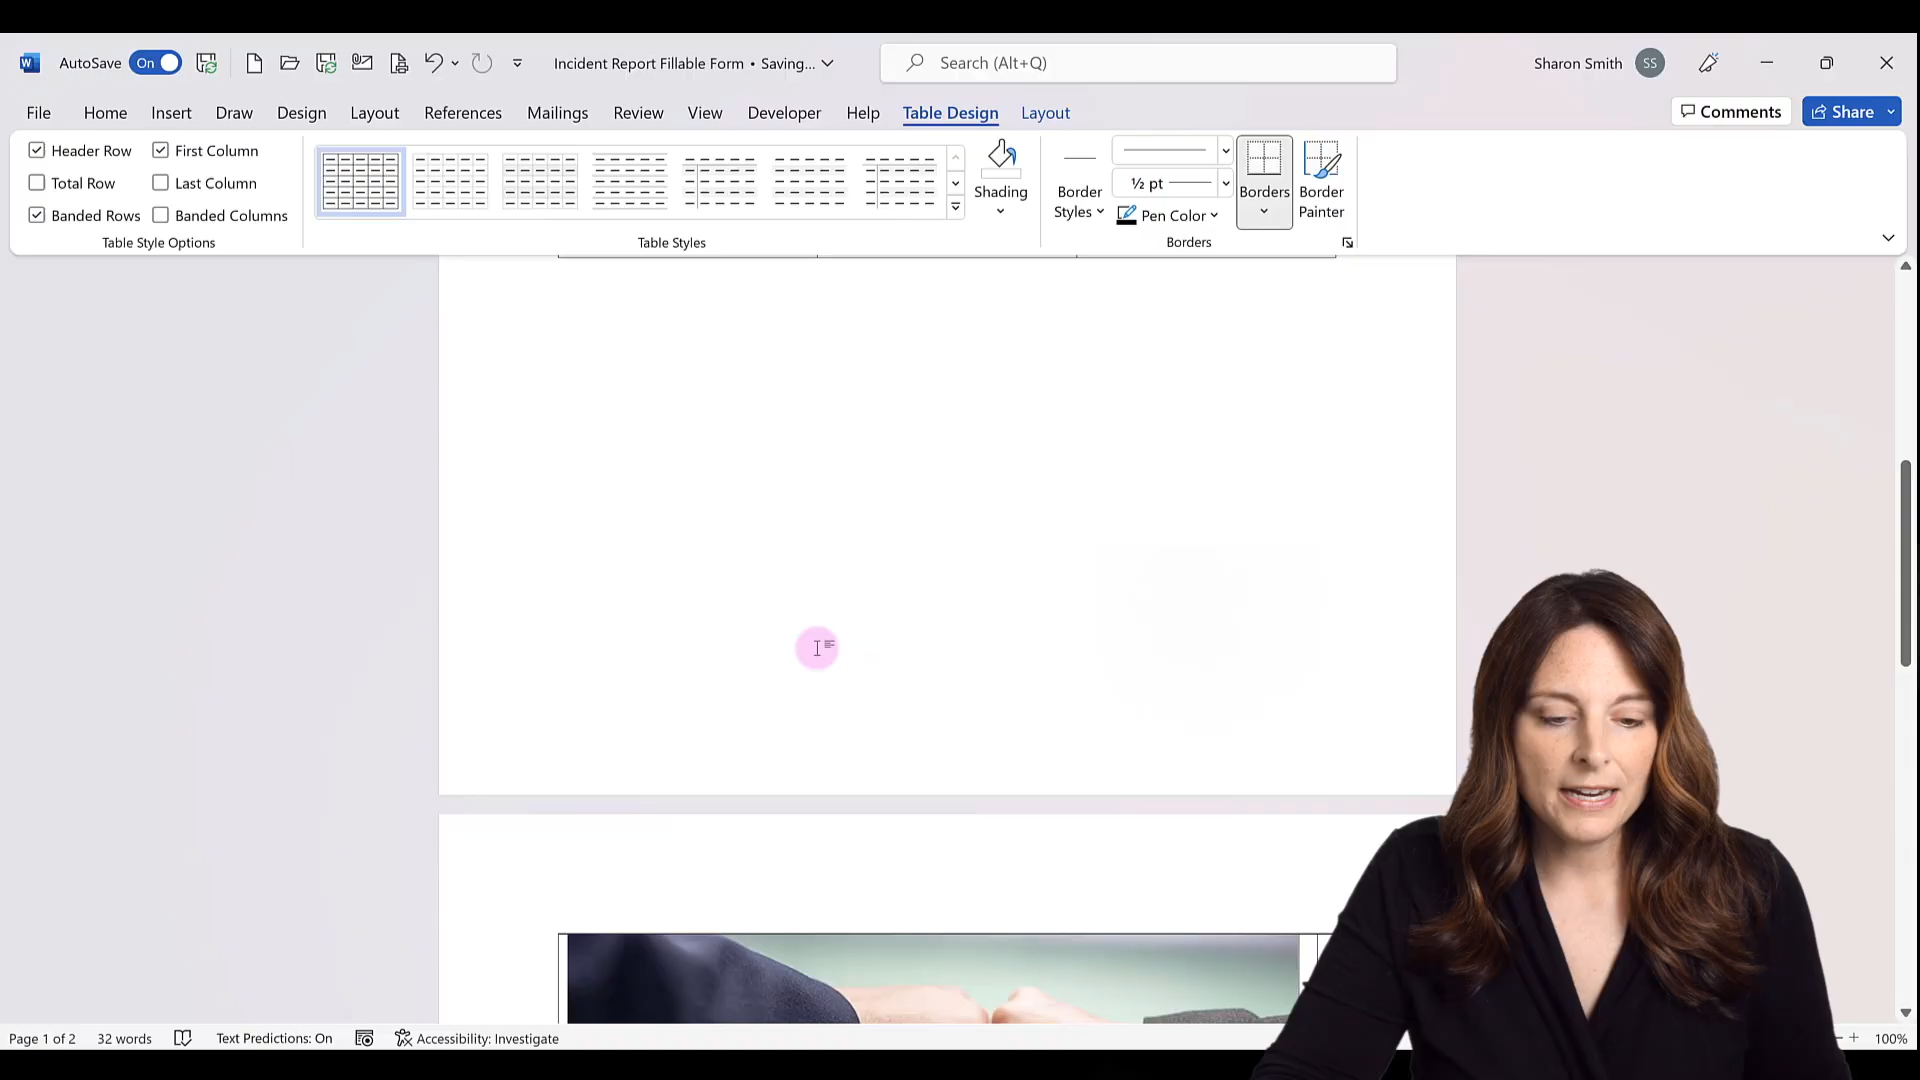 AutoSave On Incident Report Fillable Form • Saving... Search (Alt+Q) Sharon Smith SS
File Home Insert Draw Design Layout References Mailings Review View Developer Help Table Design Layout Comments Share
Header Row First Column
Total Row Last Column
Banded Rows Banded Columns
Table Style Options
Table Styles
Shading
Border Styles
½ pt
Pen Color
Borders
Border Painter
Borders
Page 1 of 2 32 words Text Predictions: On Accessibility: Investigate 100%